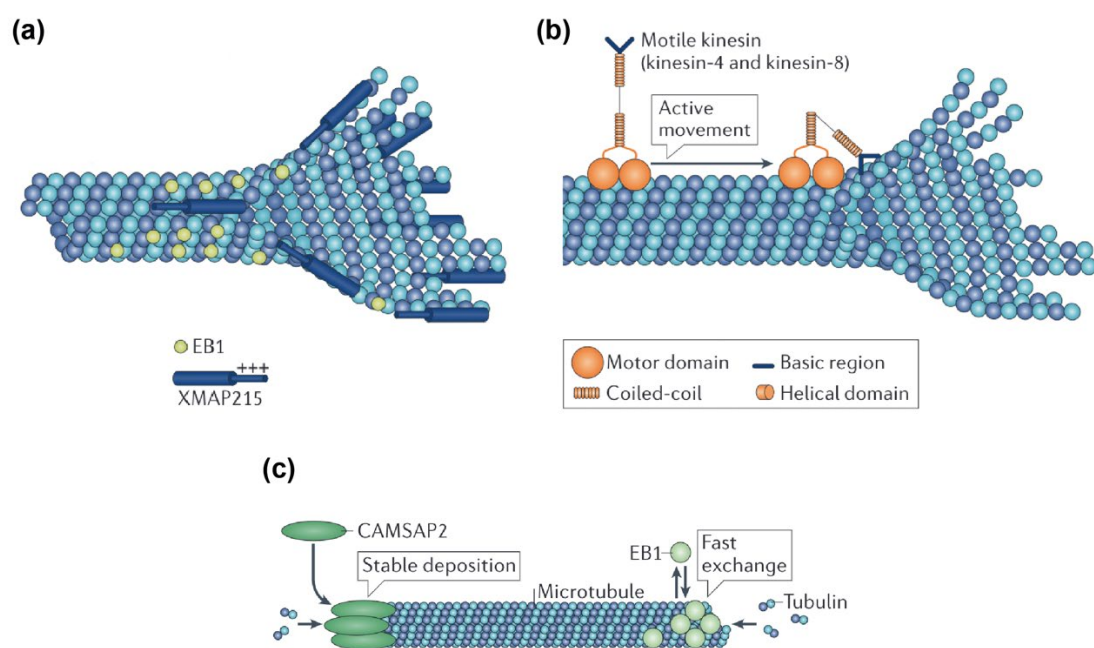 (a)
EB1
+++
XMAP215
(b)
Motile kinesin
(kinesin-4 and kinesin-8)
Active
movement
Motor domain
Basic region
Coiled-coil
Helical domain
(c)
CAMSAP2
Stable deposition
Microtubule
EB1
Fast
exchange
Tubulin